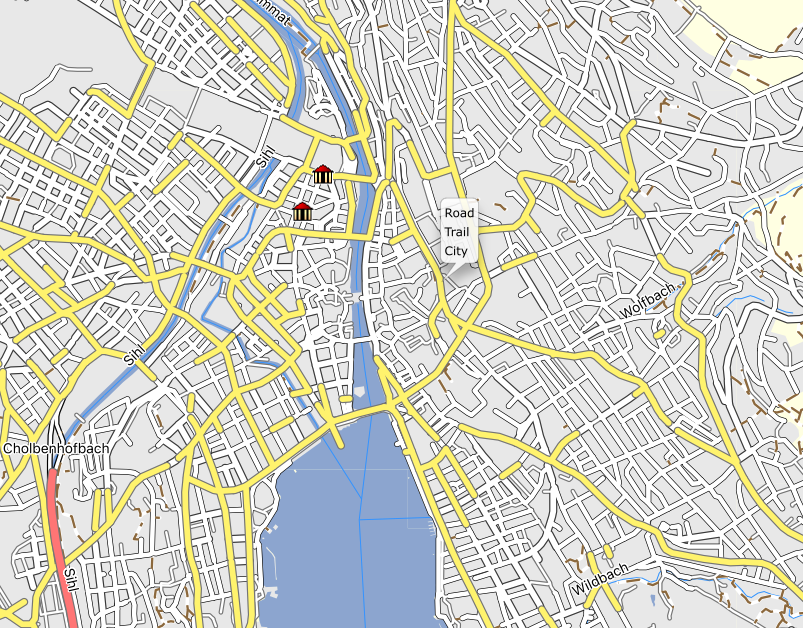 Limmat
Sihl
Road
Trail
City
Wolfbach
Sihl
Cholbenhofbach
Sihl
Wildbach